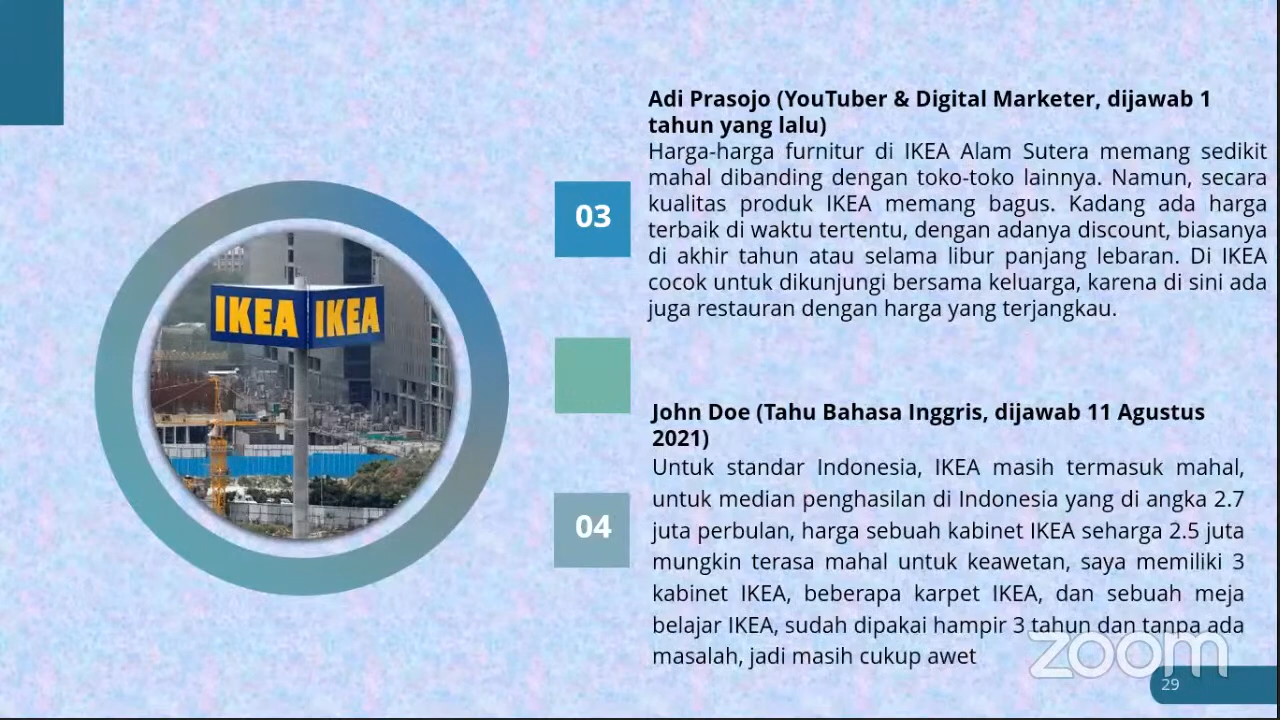 IKEA IKEA
03
Adi Prasojo (YouTuber & Digital Marketer, dijawab 1
tahun yang lalu)
Harga-harga furnitur di IKEA Alam Sutera memang sedikit
mahal dibanding dengan toko-toko lainnya. Namun, secara
kualitas produk IKEA memang bagus. Kadang ada harga
terbaik di waktu tertentu, dengan adanya discount, biasanya
di akhir tahun atau selama libur panjang lebaran. Di IKEA
cocok untuk dikunjungi bersama keluarga, karena di sini ada
juga restauran dengan harga yang terjangkau.
04
John Doe (Tahu Bahasa Inggris, dijawab 11 Agustus
2021)
Untuk standar Indonesia, IKEA masih termasuk mahal,
untuk median penghasilan di Indonesia yang di angka 2.7
juta perbulan, harga sebuah kabinet IKEA seharga 2.5 juta
mungkin terasa mahal untuk keawetan, saya memiliki 3
kabinet IKEA, beberapa karpet IKEA, dan sebuah meja
belajar IKEA, sudah dipakai hampir 3 tahun dan tanpa ada
masalah, jadi masih cukup awet
zoom
29